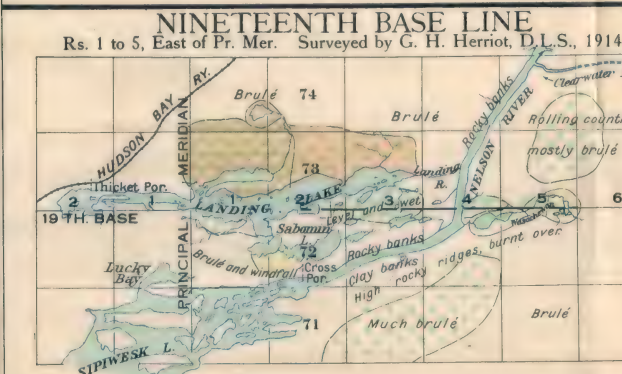 NINETEENTH BASE LINE
Rs. 1 to 5, East of Pr. Mer. Surveyed by G. H. Herriot, D.L.S., 1914
HUDSON BAY RY.
PRINCIPAL MERIDIAN
Brulé
74
Brulé
Rocky banks
NELSON RIVER
Clearwater
Rolling
mostly brulé
73
Thicket Por.
Landing R.
2 1 1 2 3 4 5 6
LANDING LAKE
19TH. BASE
Level and wet
Sabomin L.
72
Rocky banks
Clay banks
High rocky ridges, burnt over.
Brulé and windfall
Cross Por.
Lucky Bay
71
Much brulé
Brulé
SIPIWESK L.